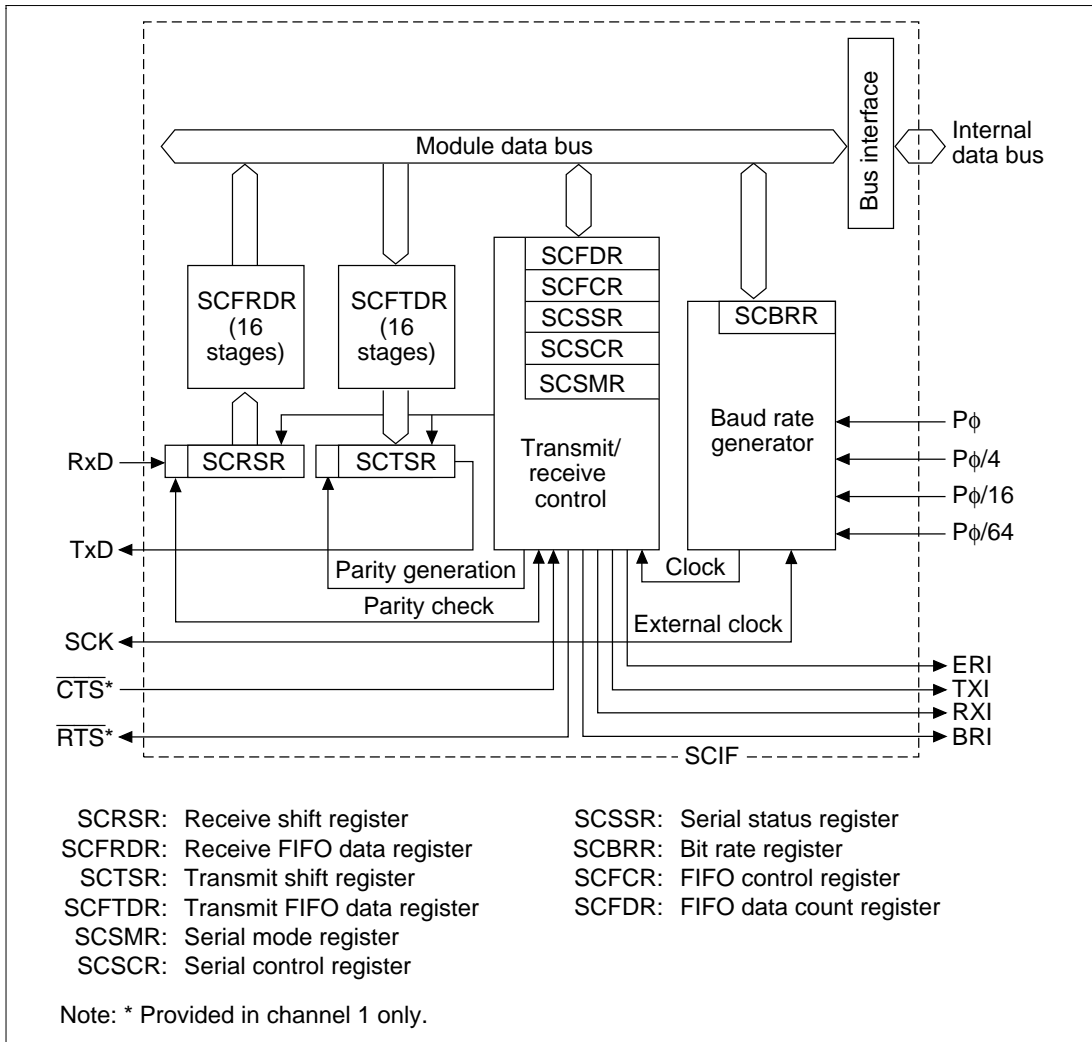 Module data bus
Bus interface
Internal
data bus
SCFRDR
(16
stages)
SCFTDR
(16
stages)
SCFDR
SCFCR
SCSSR
SCSCR
SCSMR
Transmit/
receive
control
SCBRR
Baud rate
generator
Pϕ
Pϕ/4
Pϕ/16
Pϕ/64
RxD
SCRSR
SCTSR
TxD
Parity generation
Parity check
Clock
SCK
External clock
CTS*
RTS*
ERI
TXI
RXI
BRI
SCIF
SCRSR: Receive shift register
SCFRDR: Receive FIFO data register
SCTSR: Transmit shift register
SCFTDR: Transmit FIFO data register
SCSMR: Serial mode register
SCSCR: Serial control register
SCSSR: Serial status register
SCBRR: Bit rate register
SCFCR: FIFO control register
SCFDR: FIFO data count register
Note: * Provided in channel 1 only.